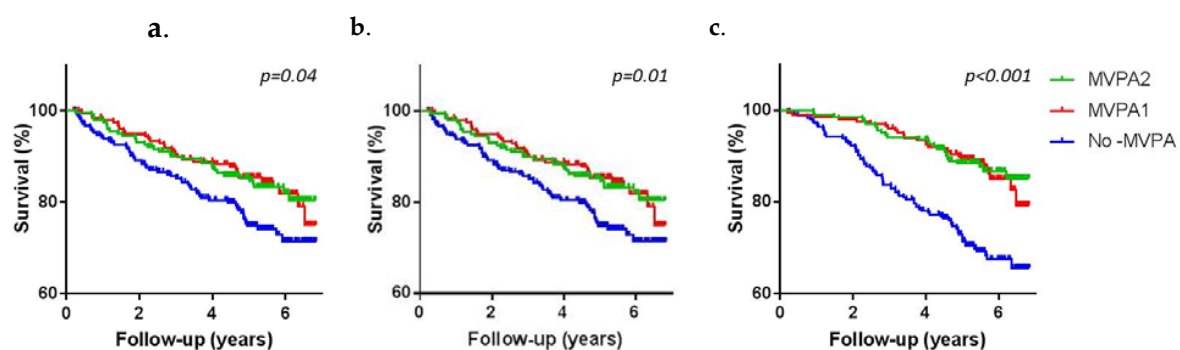 a.
p=0.04
100
80
60
Survival (%)
0 2 4 6
Follow-up (years)
b.
p=0.01
100
80
60
Survival (%)
0 2 4 6
Follow-up (years)
c.
p<0.001
100
80
60
Survival (%)
0 2 4 6
Follow-up (years)
MVPA2
MVPA1
No -MVPA